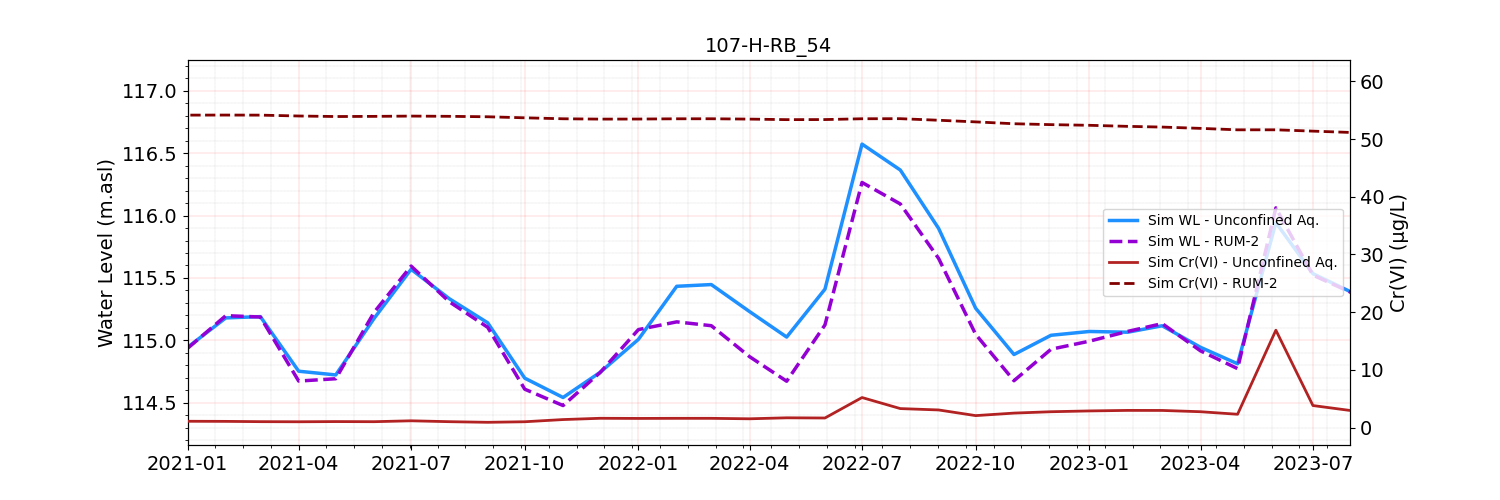 107-H-RB_54
Water Level (m.asl)
117.0
116.5
116.0
115.5
115.0
114.5
60
50
40
30
20
10
0
Cr(VI) (µg/L)
Sim WL - Unconfined Aq.
Sim WL - RUM-2
Sim Cr(VI) - Unconfined Aq.
Sim Cr(VI) - RUM-2
2021-01 2021-04 2021-07 2021-10 2022-01 2022-04 2022-07 2022-10 2023-01 2023-04 2023-07